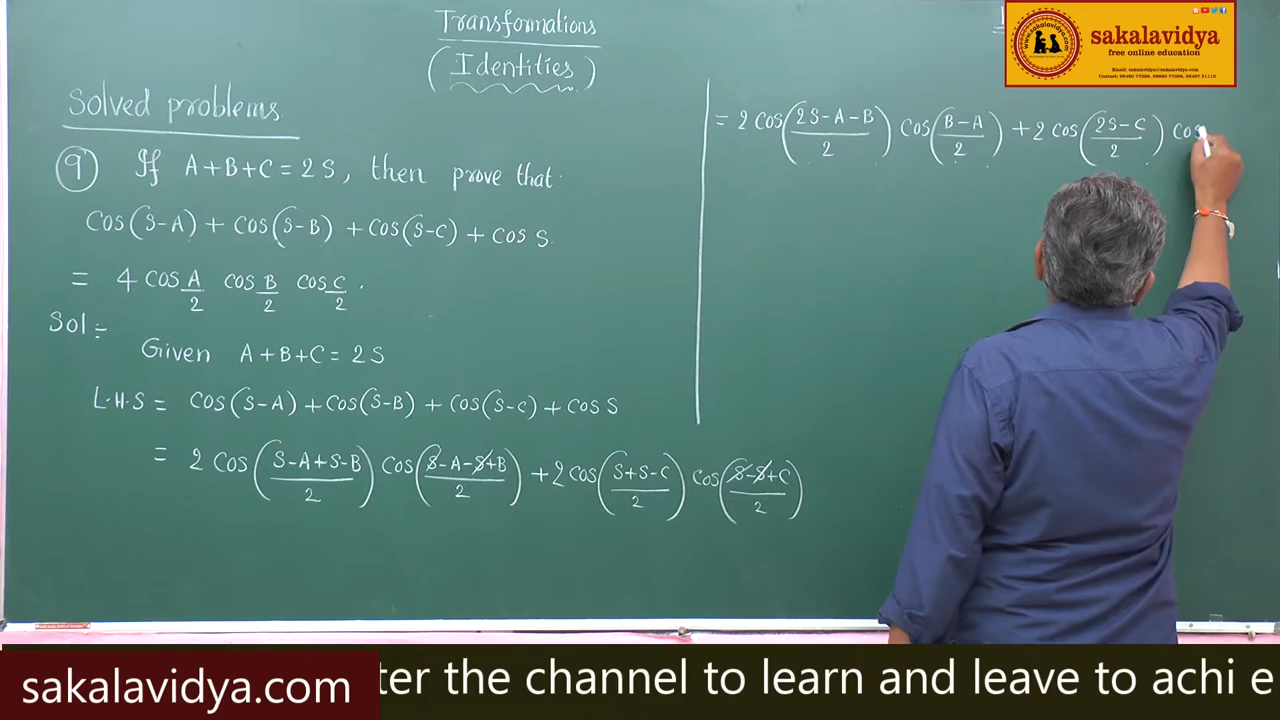 Transformations
(Identities)
Solved problems.
9) If A+B+C = 2S, then prove that
Cos(S-A) + Cos(S-B) + Cos(S-C) + Cos S
= 4 Cos A/2 Cos B/2 Cos C/2.
Sol:-
Given A+B+C = 2S
L.H.S = Cos(S-A) + Cos(S-B) + Cos(S-C) + Cos S
= 2 Cos((S-A+S-B)/2) Cos((S-A-S+B)/2) + 2 Cos((S+S-C)/2) Cos((S-S+C)/2)
= 2 Cos((2S-A-B)/2) Cos((B-A)/2) + 2 Cos((2S-C)/2) Cos
sakalavidya
free online education
sakalavidya.com
ter the channel to learn and leave to achi e